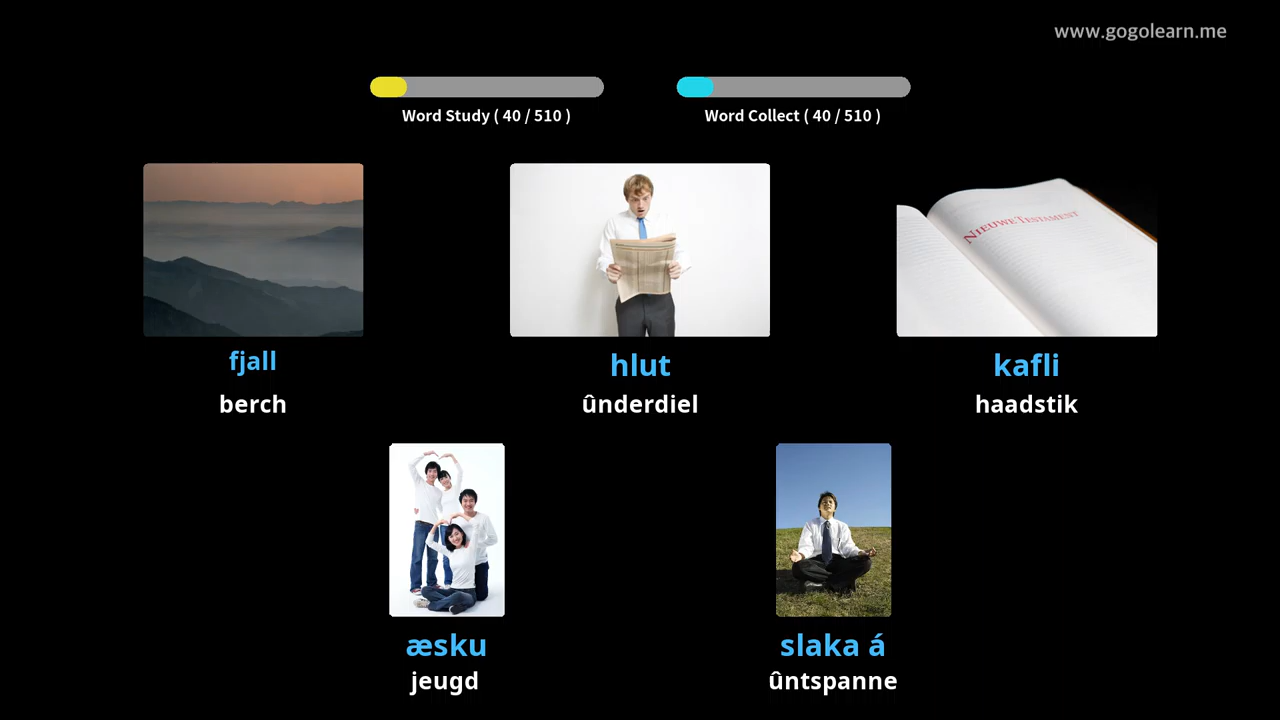 www.gogolearn.me
Word Study ( 40 / 510 )
Word Collect ( 40 / 510 )
NIEUWE TESTAMENT
fjall
hlut
kafli
berch
ûnderdiel
haadstik
æsku
slaka á
jeugd
ûntspanne